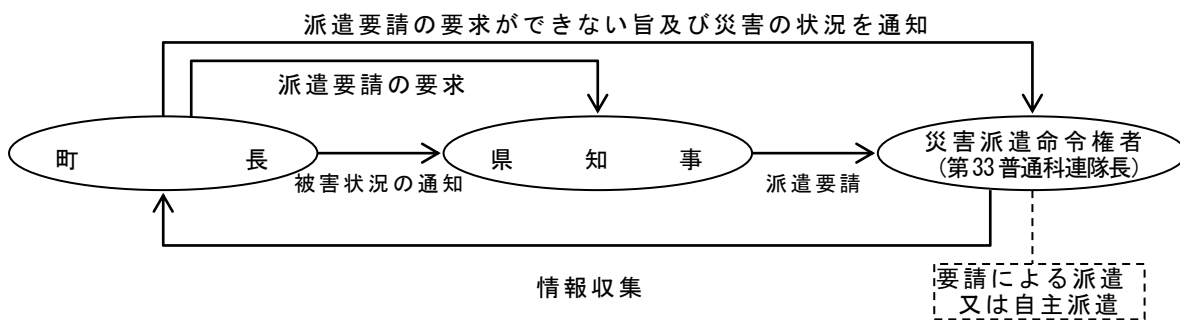 派遣要請の要求ができない旨及び災害の状況を通知
派遣要請の要求
町長
被害状況の通知
県知事
派遣要請
災害派遣命令権者
(第33普通科連隊長)
情報収集
要請による派遣
又は自主派遣